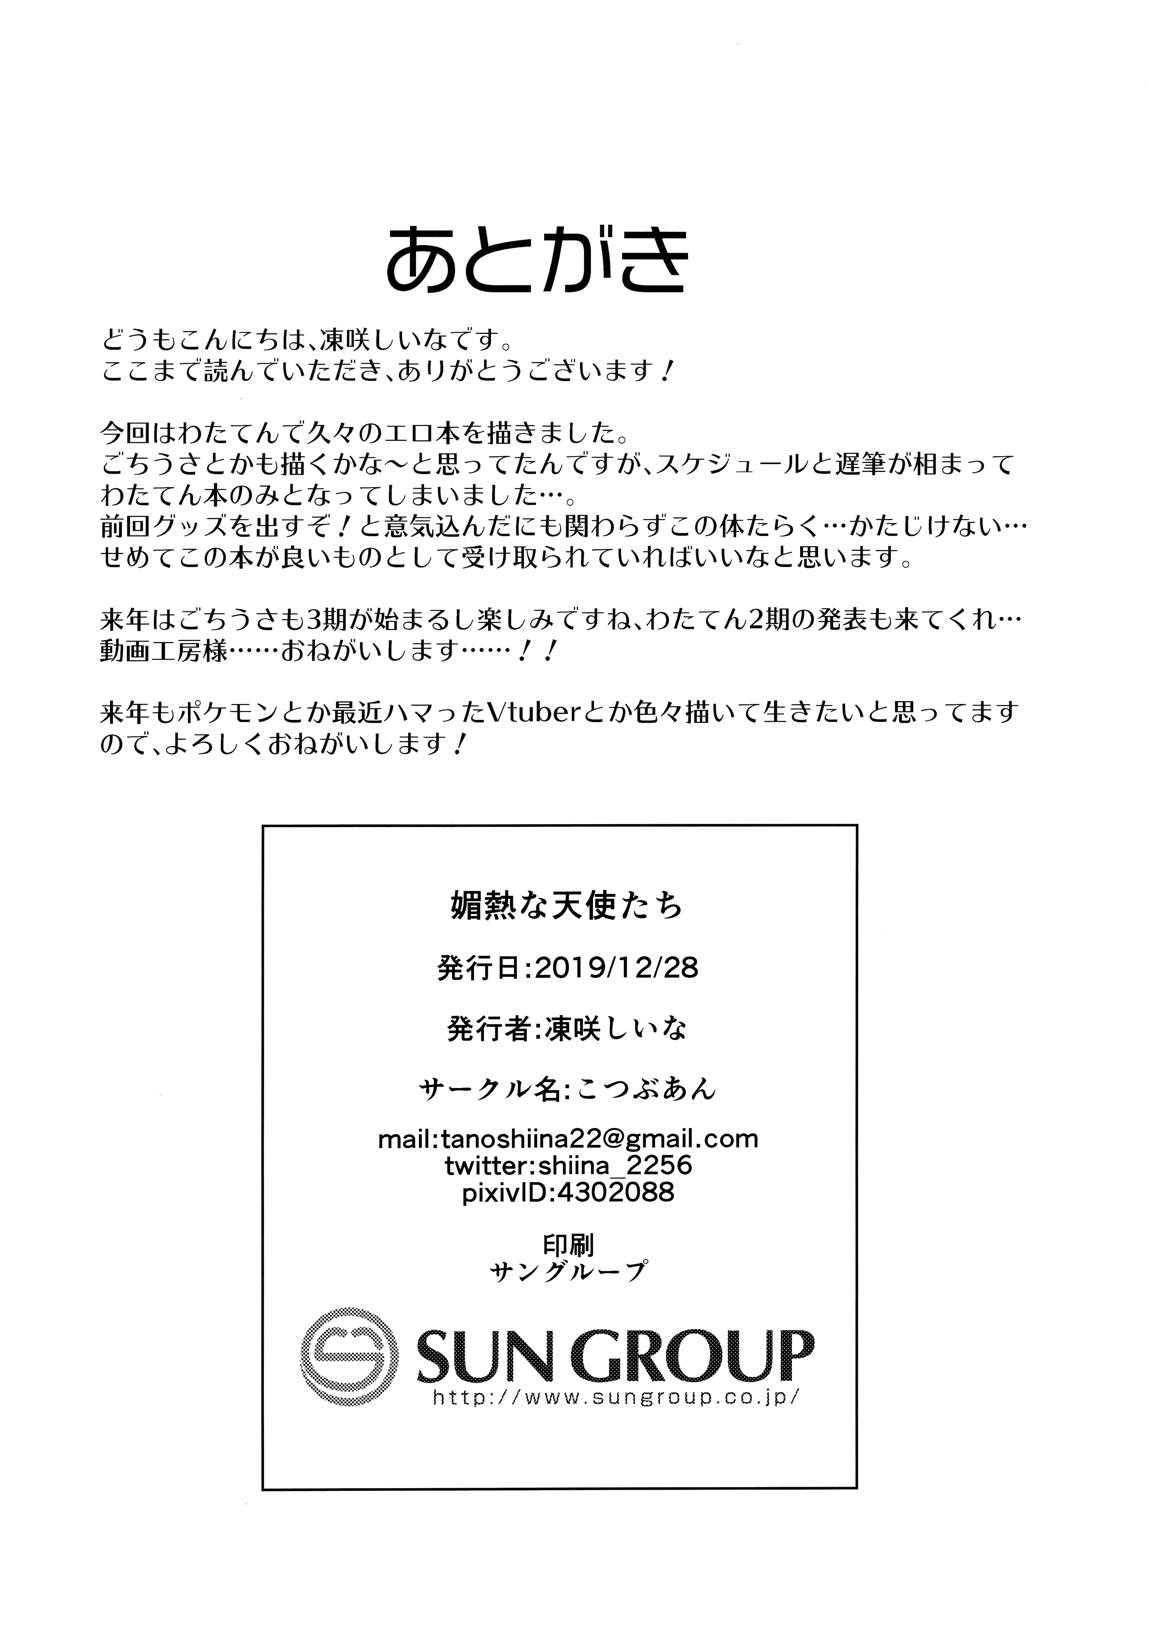 あとがき
どうもこんにちは、凍咲しいなです。
ここまで読んでいただき、ありがとうございます！
今回はわたてんで久々のエロ本を描きました。
ごちうさとかも描くかな〜と思ってたんですが、スケジュールと遅筆が相まって
わたてん本のみとなってしまいました…。
前回グッズを出すぞ！と意気込んだにも関わらずこの体たらく…かたじけない…
せめてこの本が良いものとして受け取られていればいいなと思います。
来年はごちうさも3期が始まるし楽しみですね、わたてん2期の発表も来てくれ…
動画工房様……おねがいします……！！
来年もポケモンとか最近ハマったVtuberとか色々描いて生きたいと思ってます
ので、よろしくおねがいします！
媚熱な天使たち
発行日:2019/12/28
発行者:凍咲しいな
サークル名:こつぶあん
mail:tanoshiina22@gmail.com
twitter:shiina_2256
pixivID:4302088
印刷
サングループ
SUN GROUP
http://www.sungroup.co.jp/